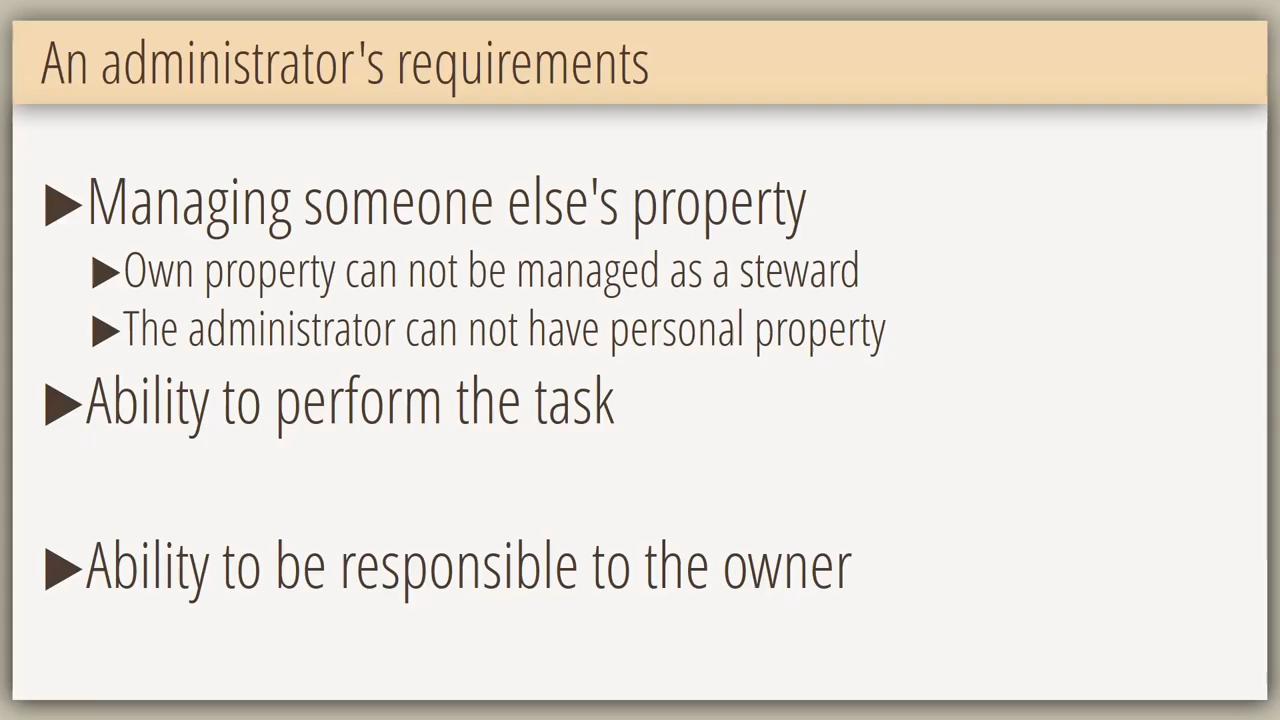 An administrator's requirements
▶Managing someone else's property
▶Own property can not be managed as a steward
▶The administrator can not have personal property
▶Ability to perform the task
▶Ability to be responsible to the owner